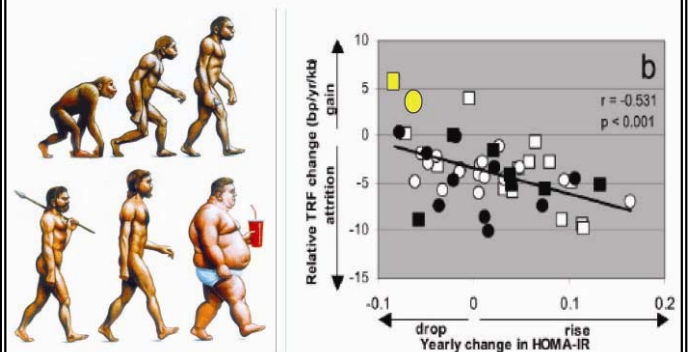 10
5
0
-5
-10
-15
b
r = -0.531
p < 0.001
Relative TRF change (bp/yr/kb)
gain
attrition
-0.1
0
0.1
0.2
drop
rise
Yearly change in HOMA-IR